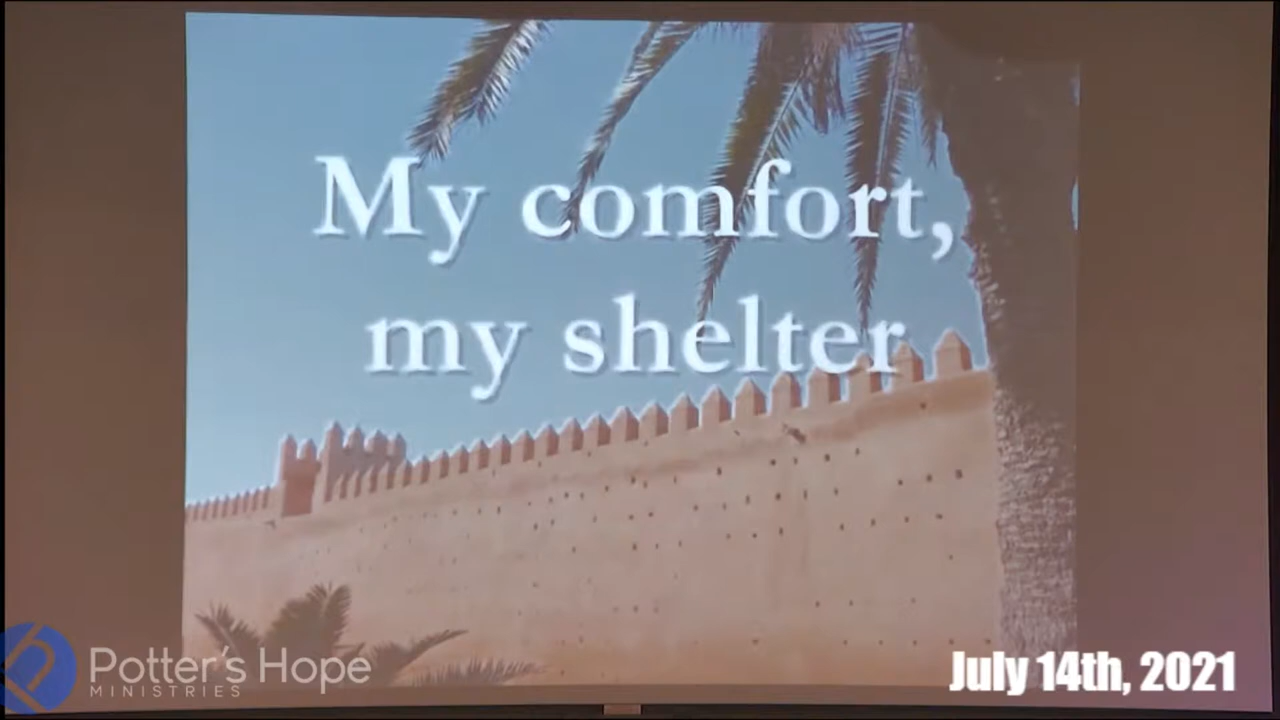 My comfort,
my shelter
Potter's Hope
MINISTRIES
July 14th, 2021